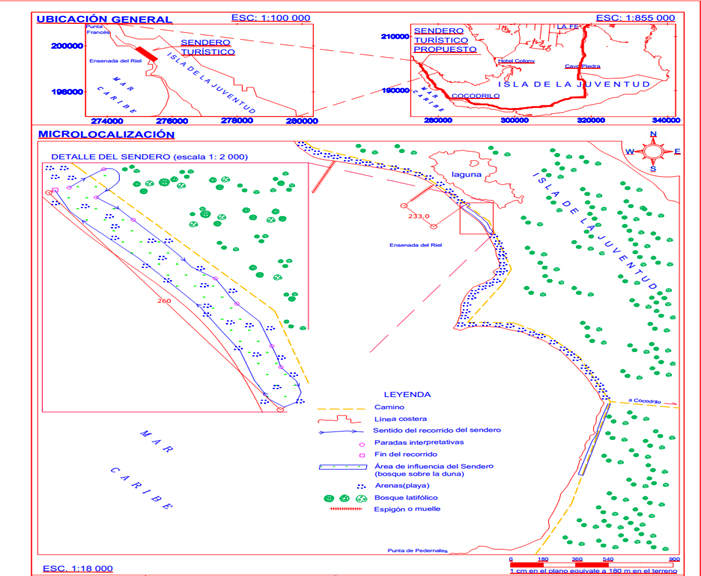 UBICACIÓN GENERAL
ESC: 1:100 000
ESC: 1:855 000
Punta
Francés
200000
Ensenada del Riel
196000
MAR
CARIBE
SENDERO
TURÍSTICO
ISLA DE LA JUVENTUD
274000
276000
278000
280000
210000
190000
SENDERO
TURÍSTICO
PROPUESTO
LA FE
Hotel Colony
Cayo Piedra
ISLA DE LA JUVENTUD
COCODRILO
MAR
CARIBE
280000
300000
320000
340000
MICROLOCALIZACIÓN
DETALLE DEL SENDERO (escala 1: 2 000)
260
laguna
233,0
Ensenada del Riel
ISLA DE LA JUVENTUD
N
W
E
S
a Cocodrilo
MAR
CARIBE
LEYENDA
Camino
Línea costera
Sentido del recorrido del sendero
Paradas interpretativas
Fin del recorrido
Área de influencia del Sendero
(bosque sobre la duna)
Arenas(playa)
Bosque latifólico
Espigón o muelle
Punta de Pedernales
ESC. 1:18 000
0 180 360 540 900
1 cm en el plano equivale a 180 m en el terreno